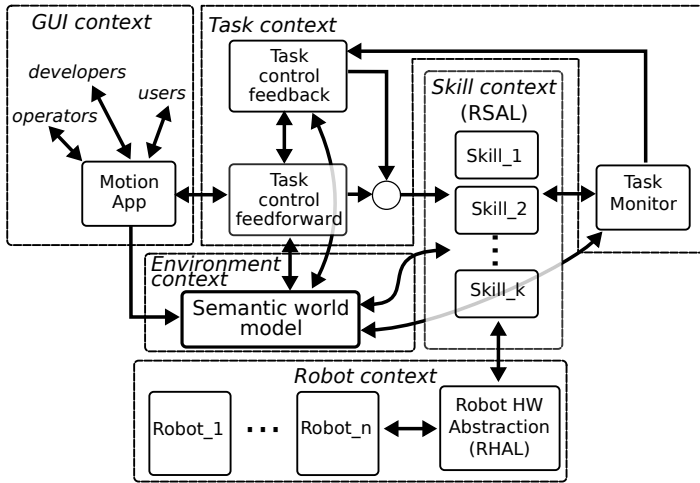 GUI context
developers
users
operators
Motion
App
Task context
Task
control
feedback
Task
control
feedforward
Skill context
(RSAL)
Skill_1
Skill_2
Skill_k
Task
Monitor
Environment
context
Semantic world
model
Robot context
Robot_1
Robot_n
Robot HW
Abstraction
(RHAL)